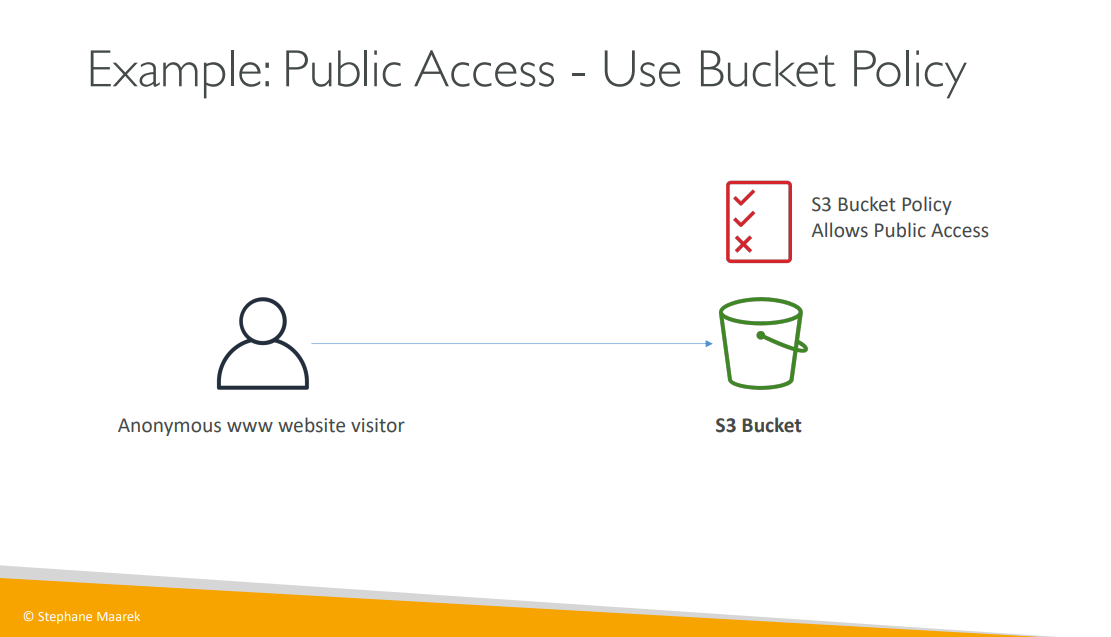 Example: Public Access - Use Bucket Policy
S3 Bucket Policy
Allows Public Access
Anonymous www website visitor
S3 Bucket
© Stephane Maarek